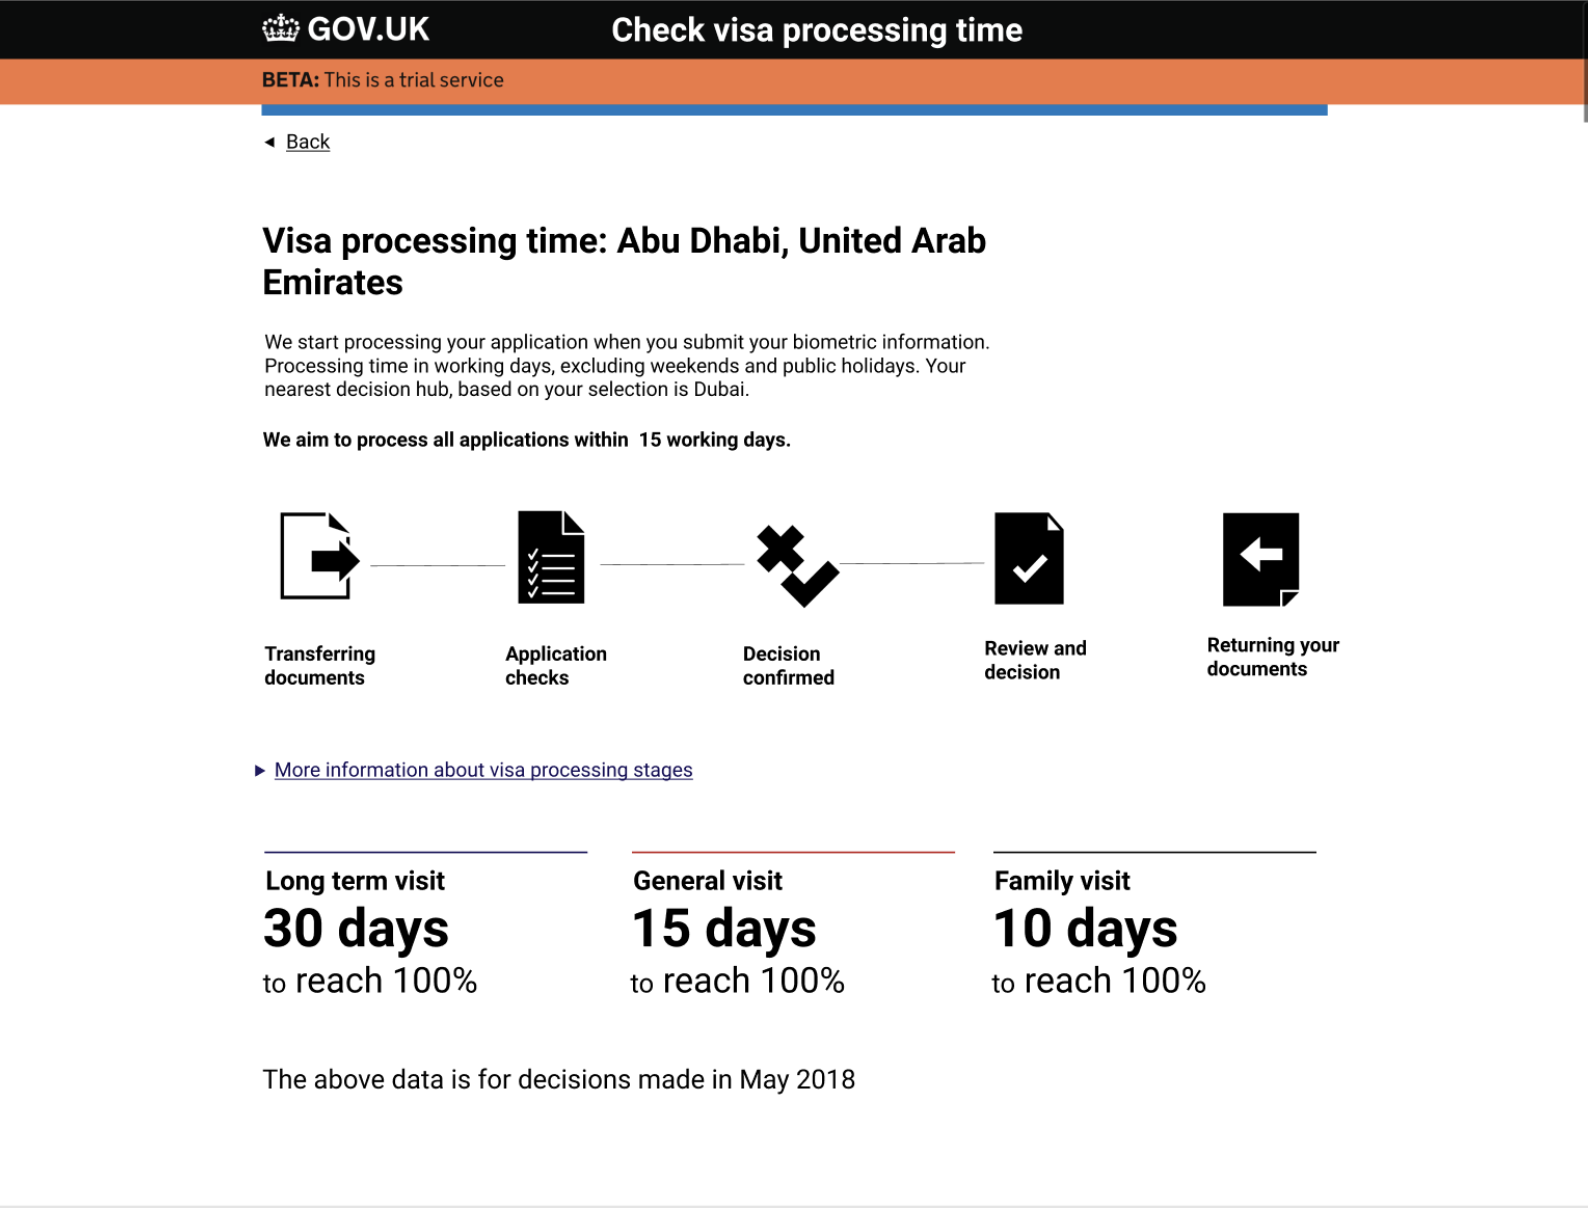 GOV.UK
Check visa processing time
BETA: This is a trial service
Back
Visa processing time: Abu Dhabi, United Arab
Emirates
We start processing your application when you submit your biometric information.
Processing time in working days, excluding weekends and public holidays. Your
nearest decision hub, based on your selection is Dubai.
We aim to process all applications within 15 working days.
Transferring
documents
Application
checks
Decision
confirmed
Review and
decision
Returning your
documents
More information about visa processing stages
Long term visit
30 days
to reach 100%
General visit
15 days
to reach 100%
Family visit
10 days
to reach 100%
The above data is for decisions made in May 2018